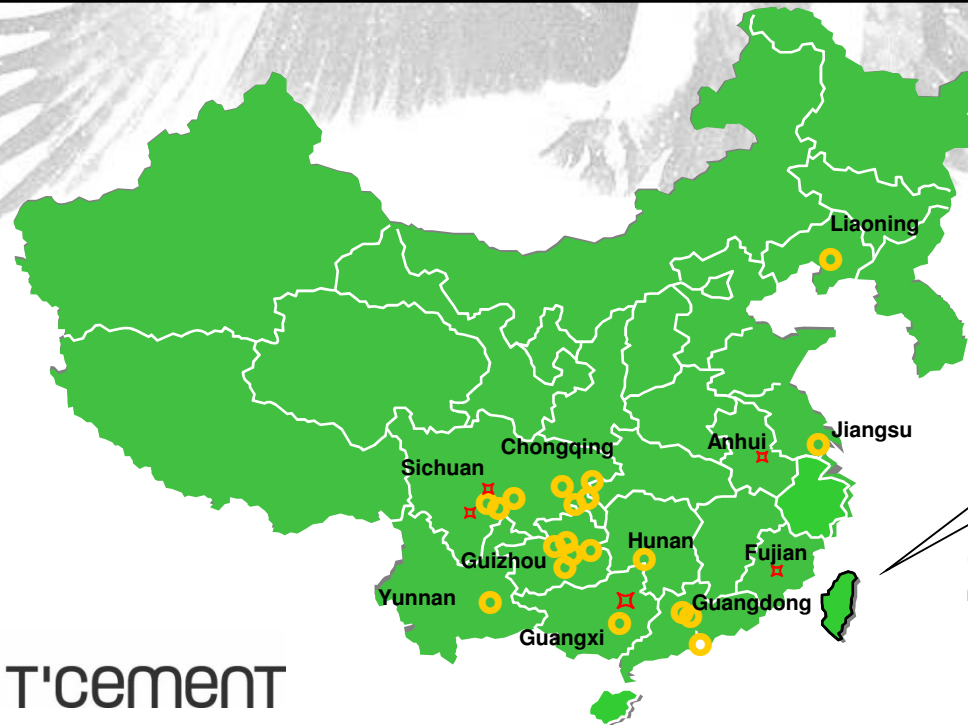 Liaoning
Jiangsu
Anhui
Chongqing
Sichuan
Hunan
Fujian
Guizhou
Yunnan
Guangdong
Guangxi
T'CEMENT